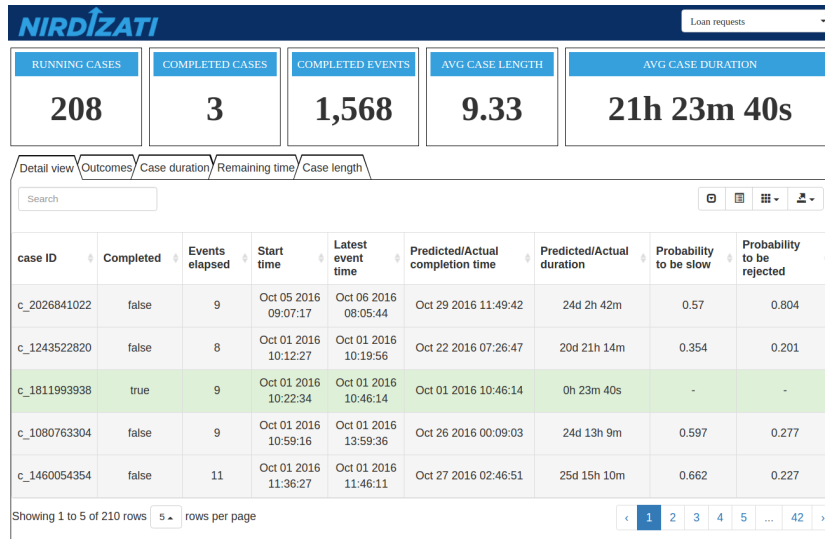 NIRDIZATI
Loan requests
RUNNING CASES
208
COMPLETED CASES
3
COMPLETED EVENTS
1,568
AVG CASE LENGTH
9.33
AVG CASE DURATION
21h 23m 40s
Detail view Outcomes Case duration Remaining time Case length
Search
case ID Completed Events elapsed Start time Latest event time Predicted/Actual completion time Predicted/Actual duration Probability to be slow Probability to be rejected
c_2026841022 false 9 Oct 05 2016 09:07:17 Oct 06 2016 08:05:44 Oct 29 2016 11:49:42 24d 2h 42m 0.57 0.804
c_1243522820 false 8 Oct 01 2016 10:12:27 Oct 01 2016 10:19:56 Oct 22 2016 07:26:47 20d 21h 14m 0.354 0.201
c_1811993938 true 9 Oct 01 2016 10:22:34 Oct 01 2016 10:46:14 Oct 01 2016 10:46:14 0h 23m 40s - -
c_1080763304 false 9 Oct 01 2016 10:59:16 Oct 01 2016 13:59:36 Oct 26 2016 00:09:03 24d 13h 9m 0.597 0.277
c_1460054354 false 11 Oct 01 2016 11:36:27 Oct 01 2016 11:46:11 Oct 27 2016 02:46:51 25d 15h 10m 0.662 0.227
Showing 1 to 5 of 210 rows 5 rows per page ‹ 1 2 3 4 5 ... 42 ›